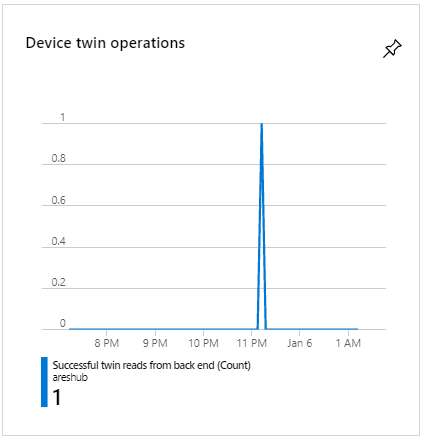 Device twin operations
1
0.8
0.6
0.4
0.2
0
8 PM 9 PM 10 PM 11 PM Jan 6 1 AM
Successful twin reads from back end (Count)
areshub
1